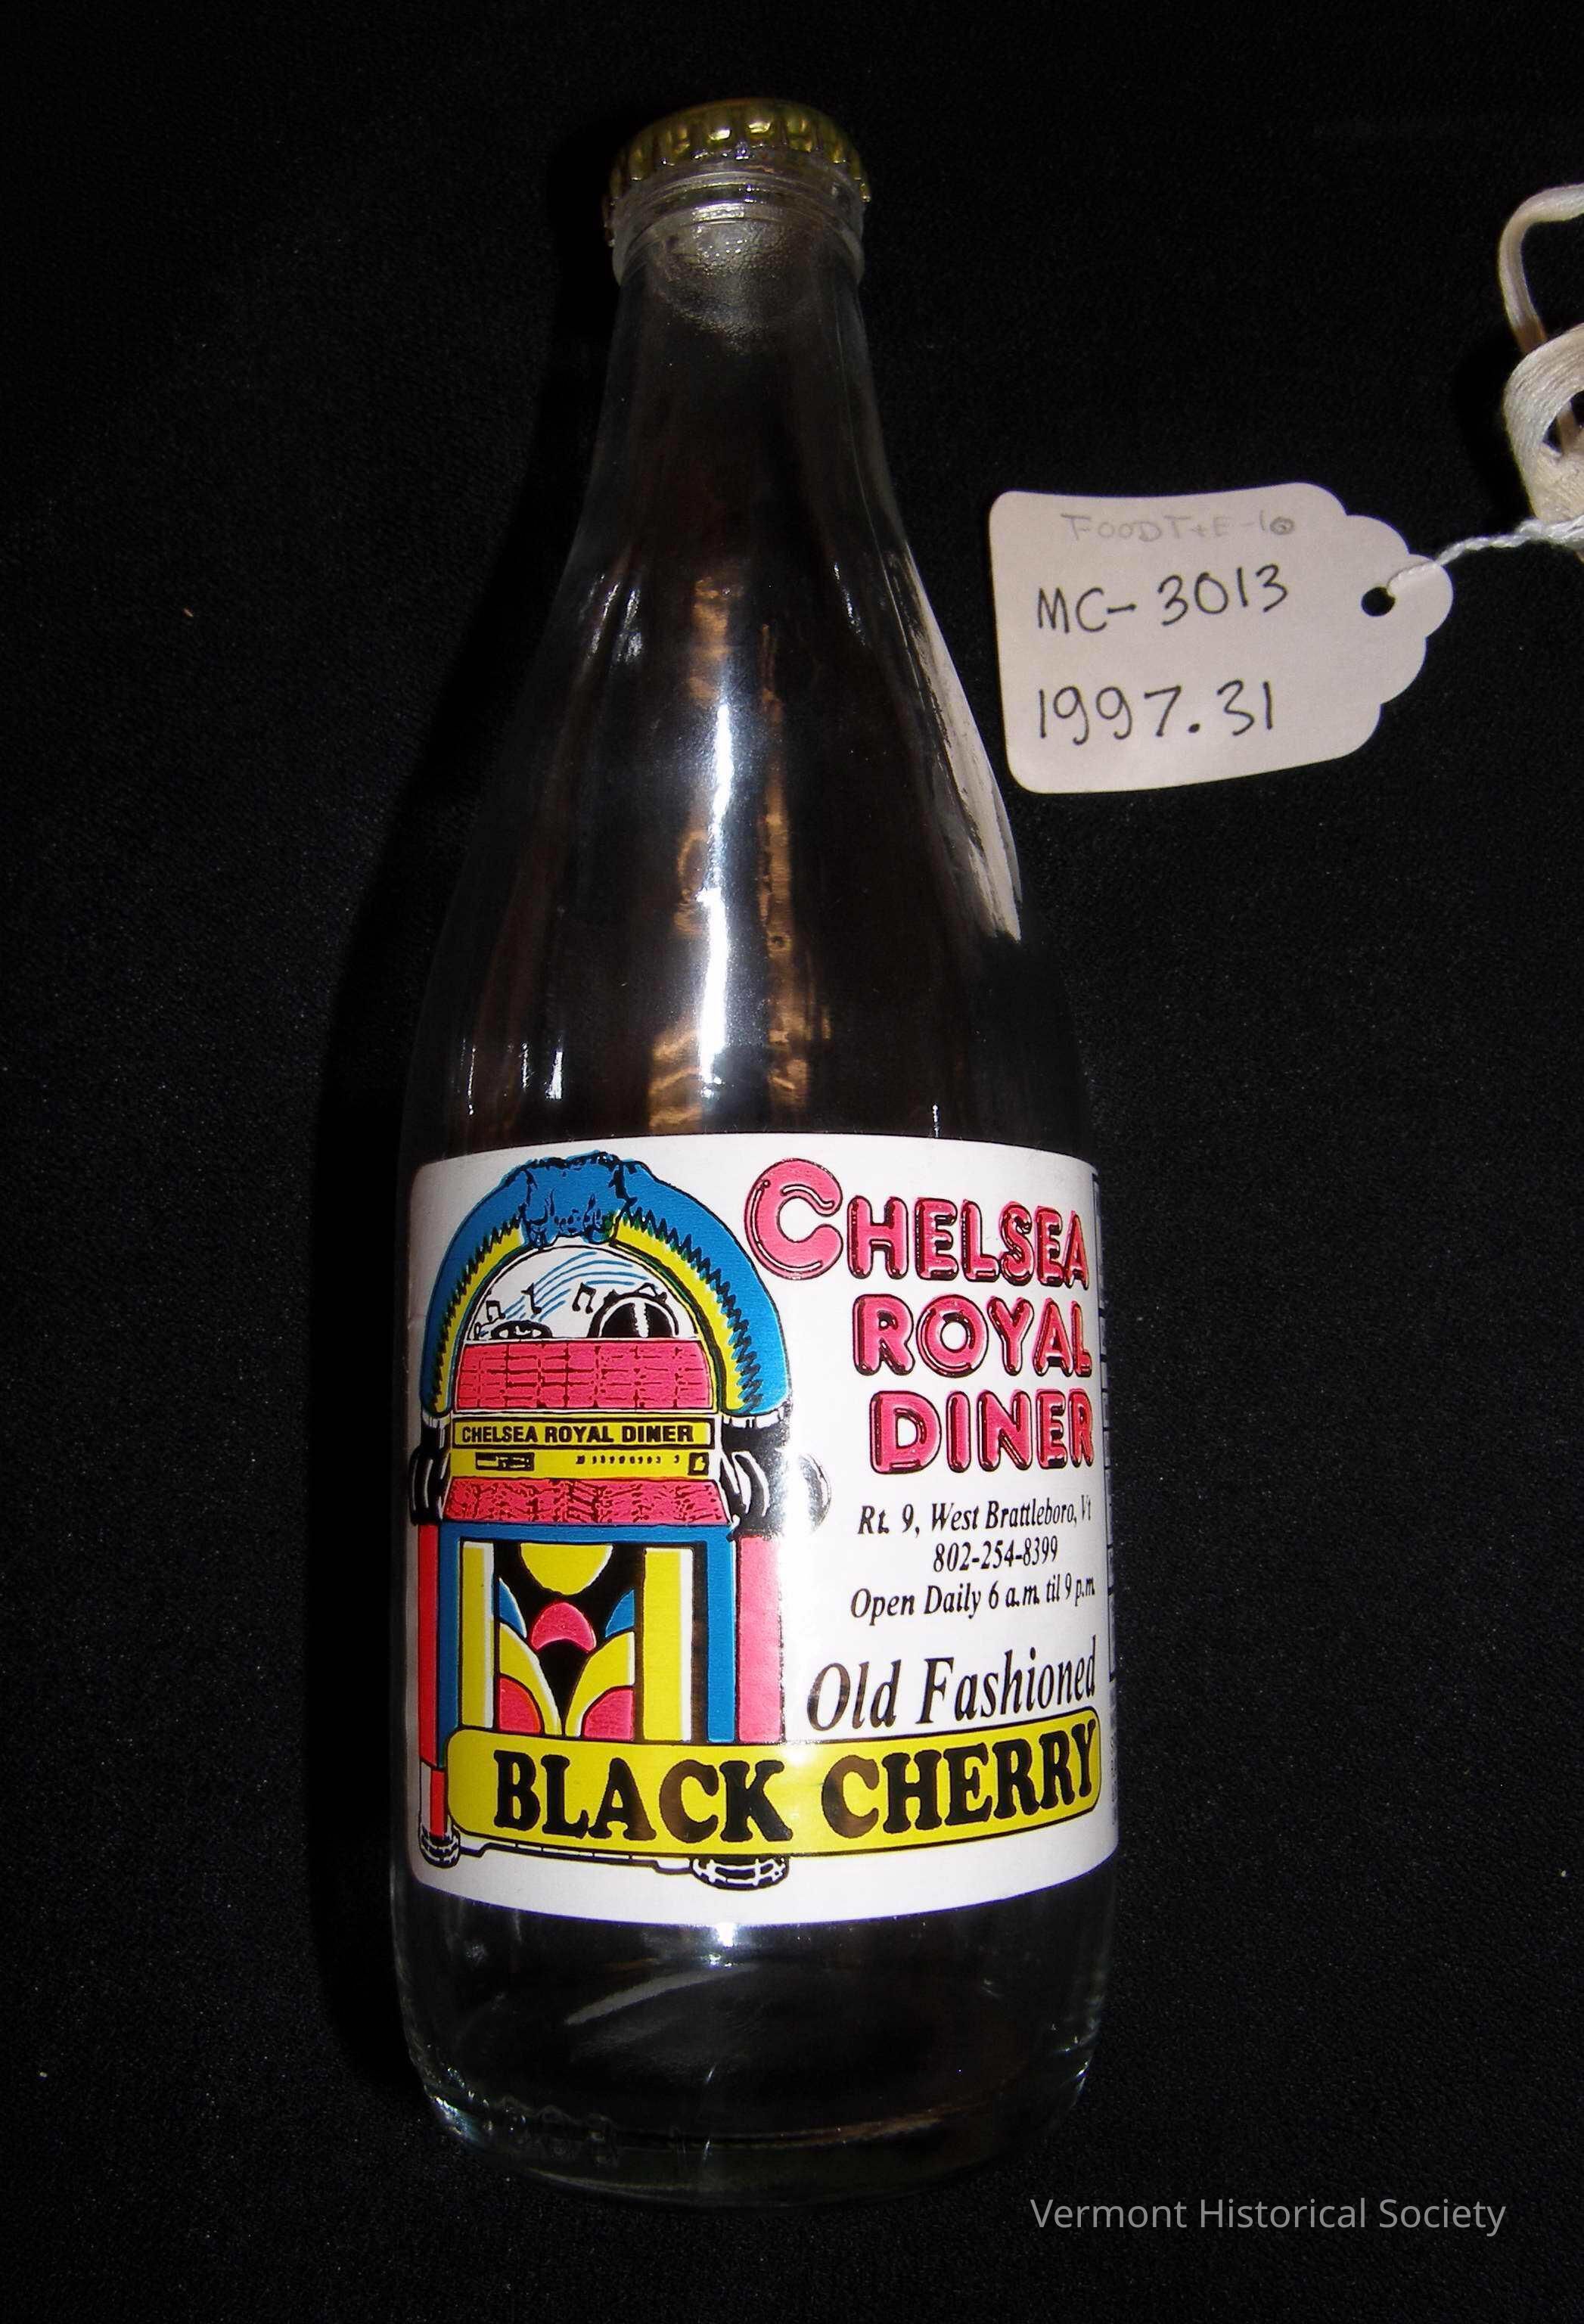 FOODT+E-10
MC-3013
1997.31
CHELSEA
ROYAL
DINER
CHELSEA ROYAL DINER
Rt. 9, West Brattleboro, Vt
802-254-8399
Open Daily 6 a.m. til 9 p.m.
Old Fashioned
BLACK CHERRY
Vermont Historical Society